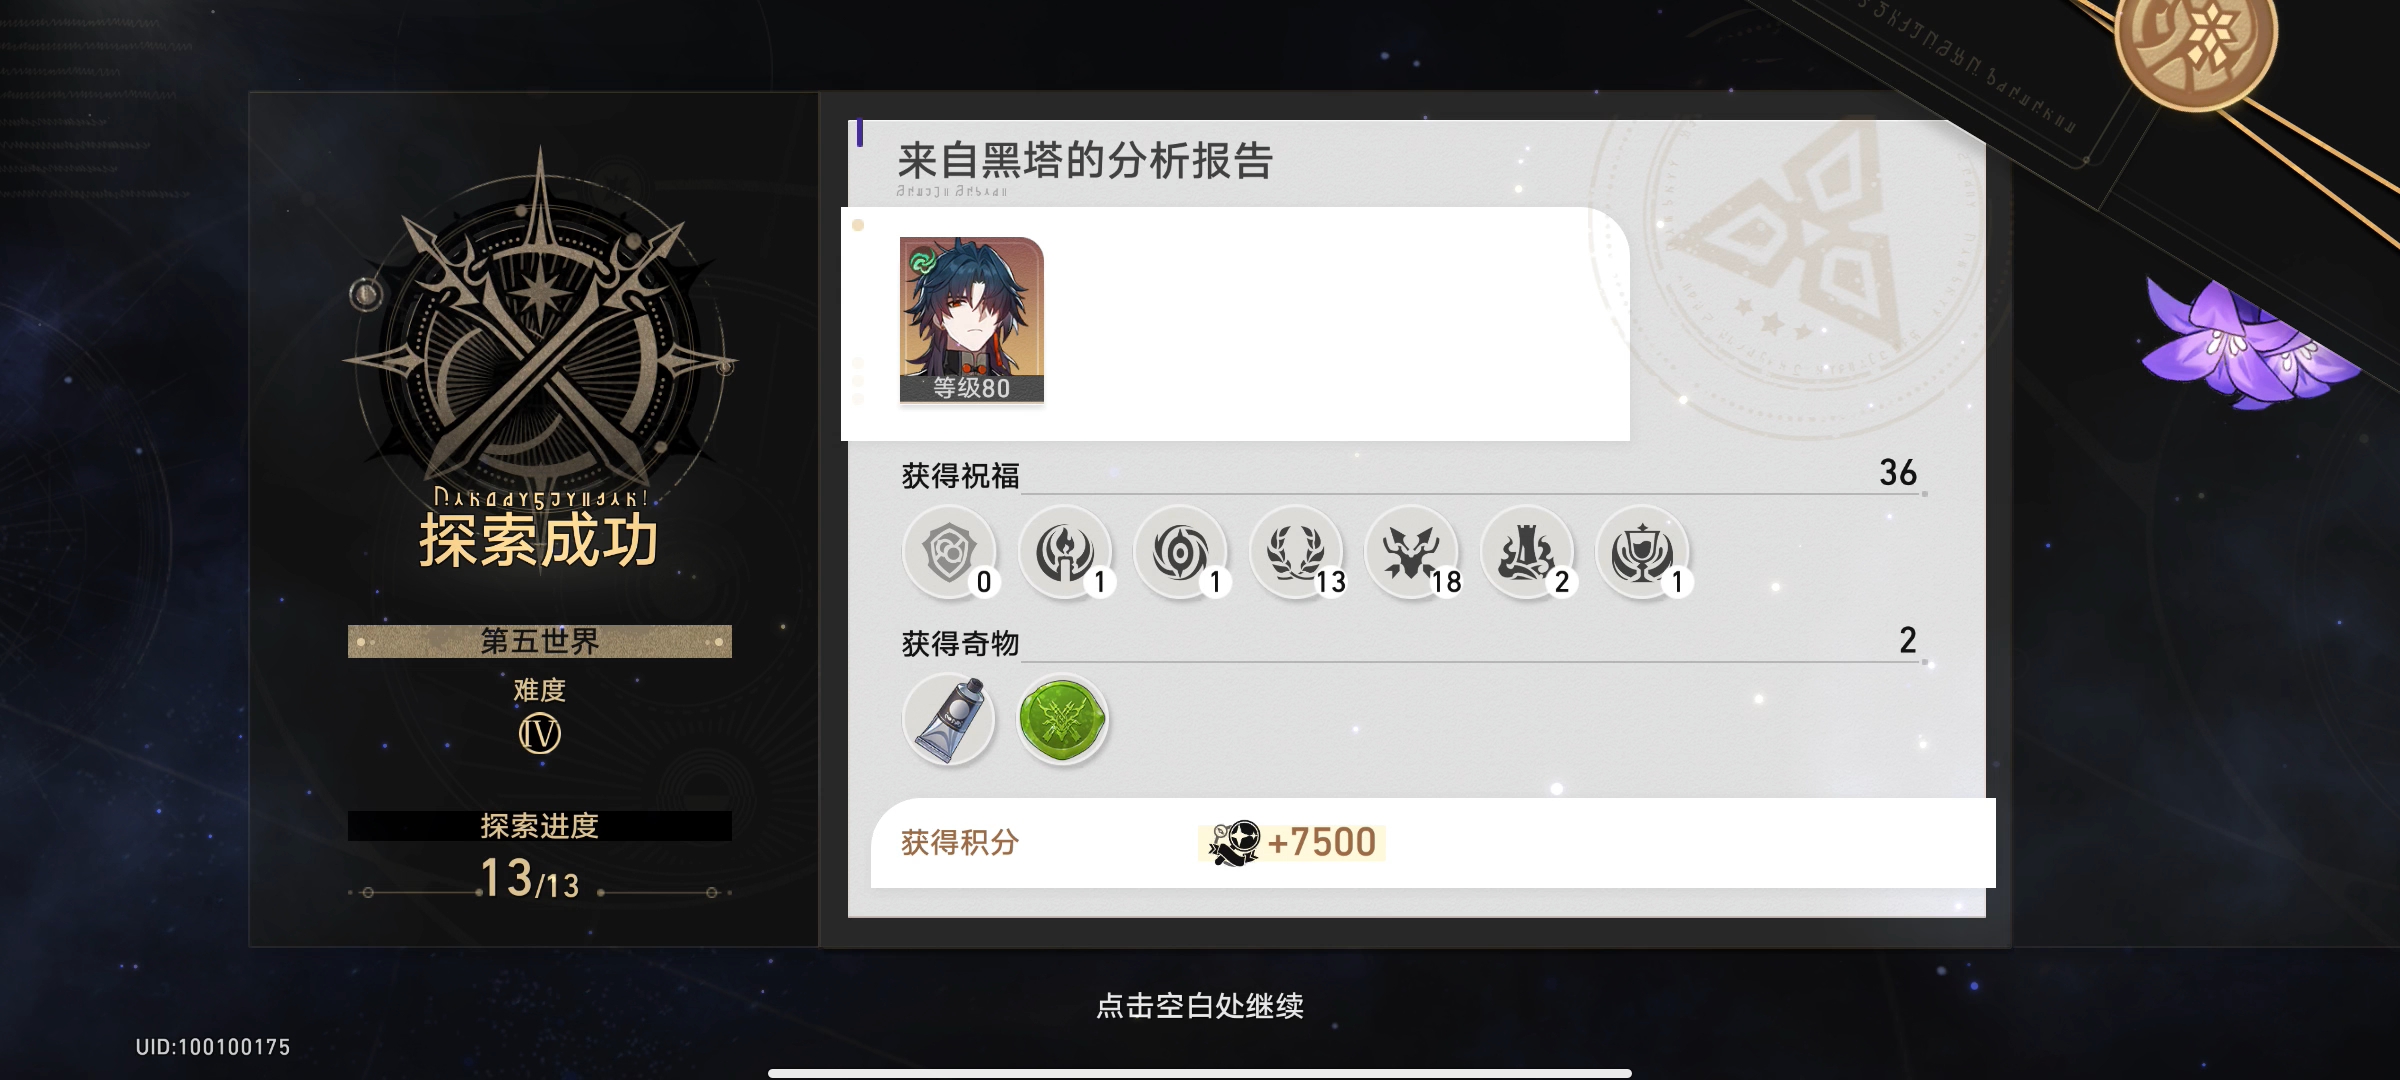 来自黑塔的分析报告
等级80
获得祝福
36
0
1
1
13
18
2
1
获得奇物
2
获得积分
+7500
探索成功
第五世界
难度
IV
探索进度
13/13
点击空白处继续
UID:100100175